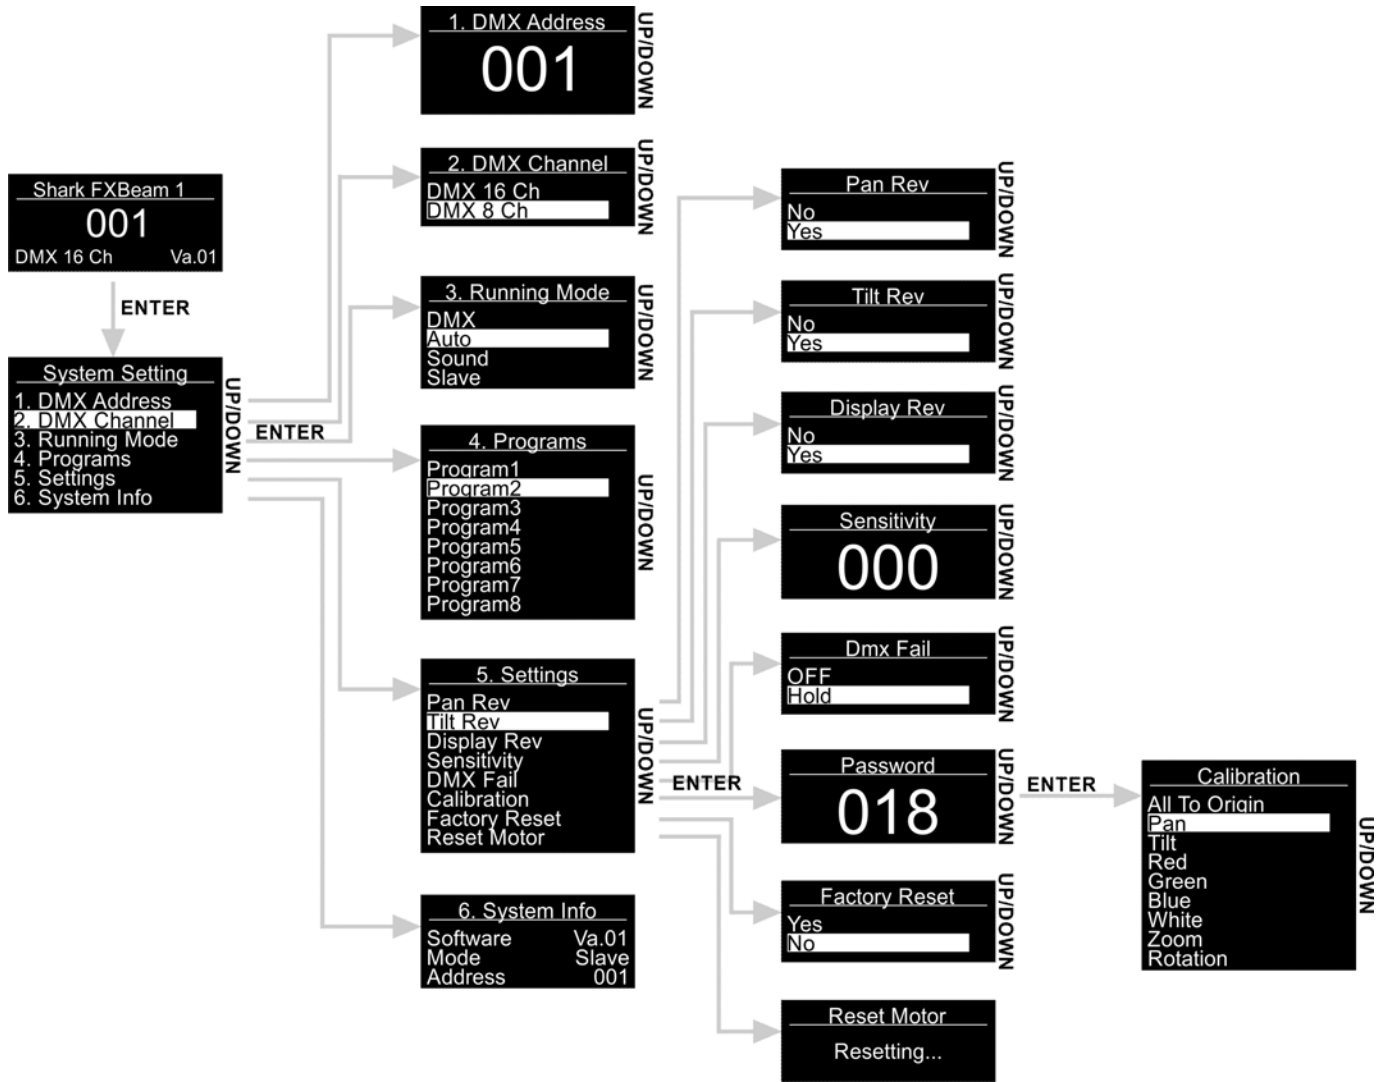 Shark FXBeam 1
001
DMX 16 Ch Va.01
ENTER
System Setting
1. DMX Address
2. DMX Channel
3. Running Mode
4. Programs
5. Settings
6. System Info
UP/DOWN
ENTER
1. DMX Address
001
UP/DOWN
2. DMX Channel
DMX 16 Ch
DMX 8 Ch
UP/DOWN
3. Running Mode
DMX
Auto
Sound
Slave
UP/DOWN
4. Programs
Program1
Program2
Program3
Program4
Program5
Program6
Program7
Program8
UP/DOWN
5. Settings
Pan Rev
Tilt Rev
Display Rev
Sensitivity
DMX Fail
Calibration
Factory Reset
Reset Motor
UP/DOWN
ENTER
6. System Info
Software Va.01
Mode Slave
Address 001
Pan Rev
No
Yes
UP/DOWN
Tilt Rev
No
Yes
UP/DOWN
Display Rev
No
Yes
UP/DOWN
Sensitivity
000
UP/DOWN
Dmx Fail
OFF
Hold
UP/DOWN
Password
018
UP/DOWN
ENTER
Factory Reset
Yes
No
UP/DOWN
Reset Motor
Resetting...
Calibration
All To Origin
Pan
Tilt
Red
Green
Blue
White
Zoom
Rotation
UP/DOWN